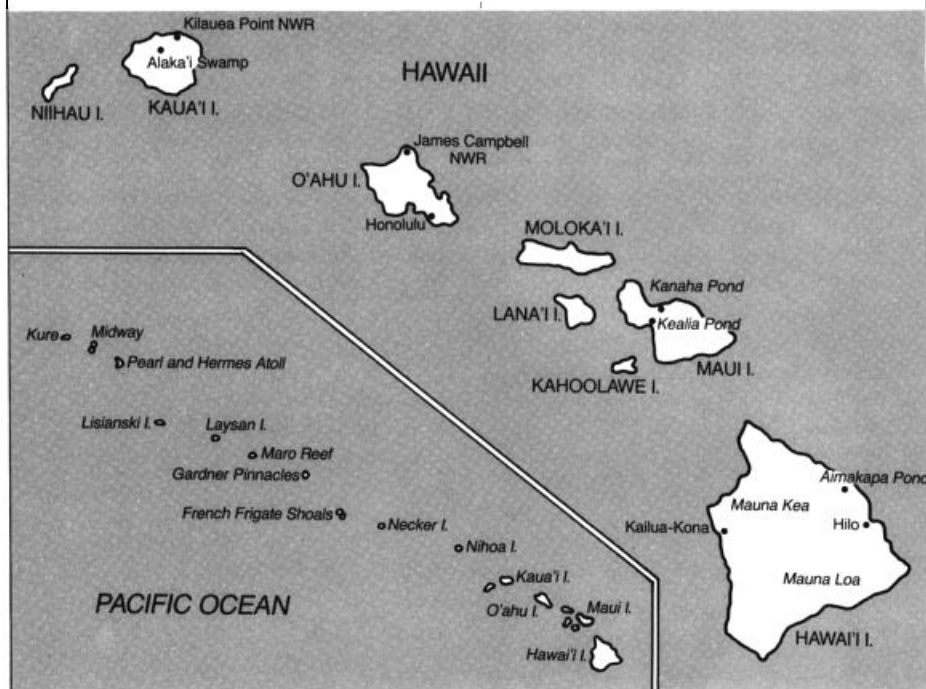 Kilauea Point NWR
Alaka'i Swamp
HAWAII
NIIHAU I.
KAUA'I I.
James Campbell
NWR
O'AHU I.
Honolulu
MOLOKA'I I.
Kanaha Pond
LANA'I I.
Kealia Pond
MAUI I.
KAHOOLAWE I.
Kure
Midway
Pearl and Hermes Atoll
Lisianski I.
Laysan I.
Maro Reef
Gardner Pinnacles
French Frigate Shoals
Necker I.
Nihoa I.
Kaua'i I.
O'ahu I.
Maui I.
Hawai'i I.
PACIFIC OCEAN
Aimakapa Pond
Mauna Kea
Kailua-Kona
Hilo
Mauna Loa
HAWAI'I I.